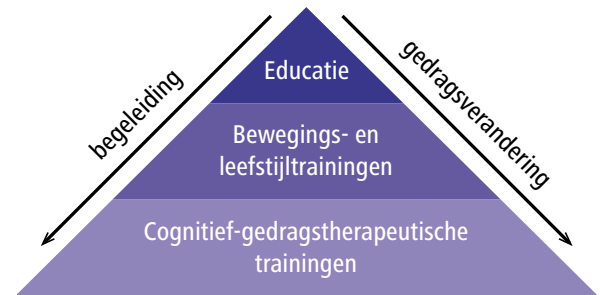 Educatie
begeleiding
gedragsverandering
Bewegings- en
leefstijltrainingen
Cognitief-gedragstherapeutische
trainingen